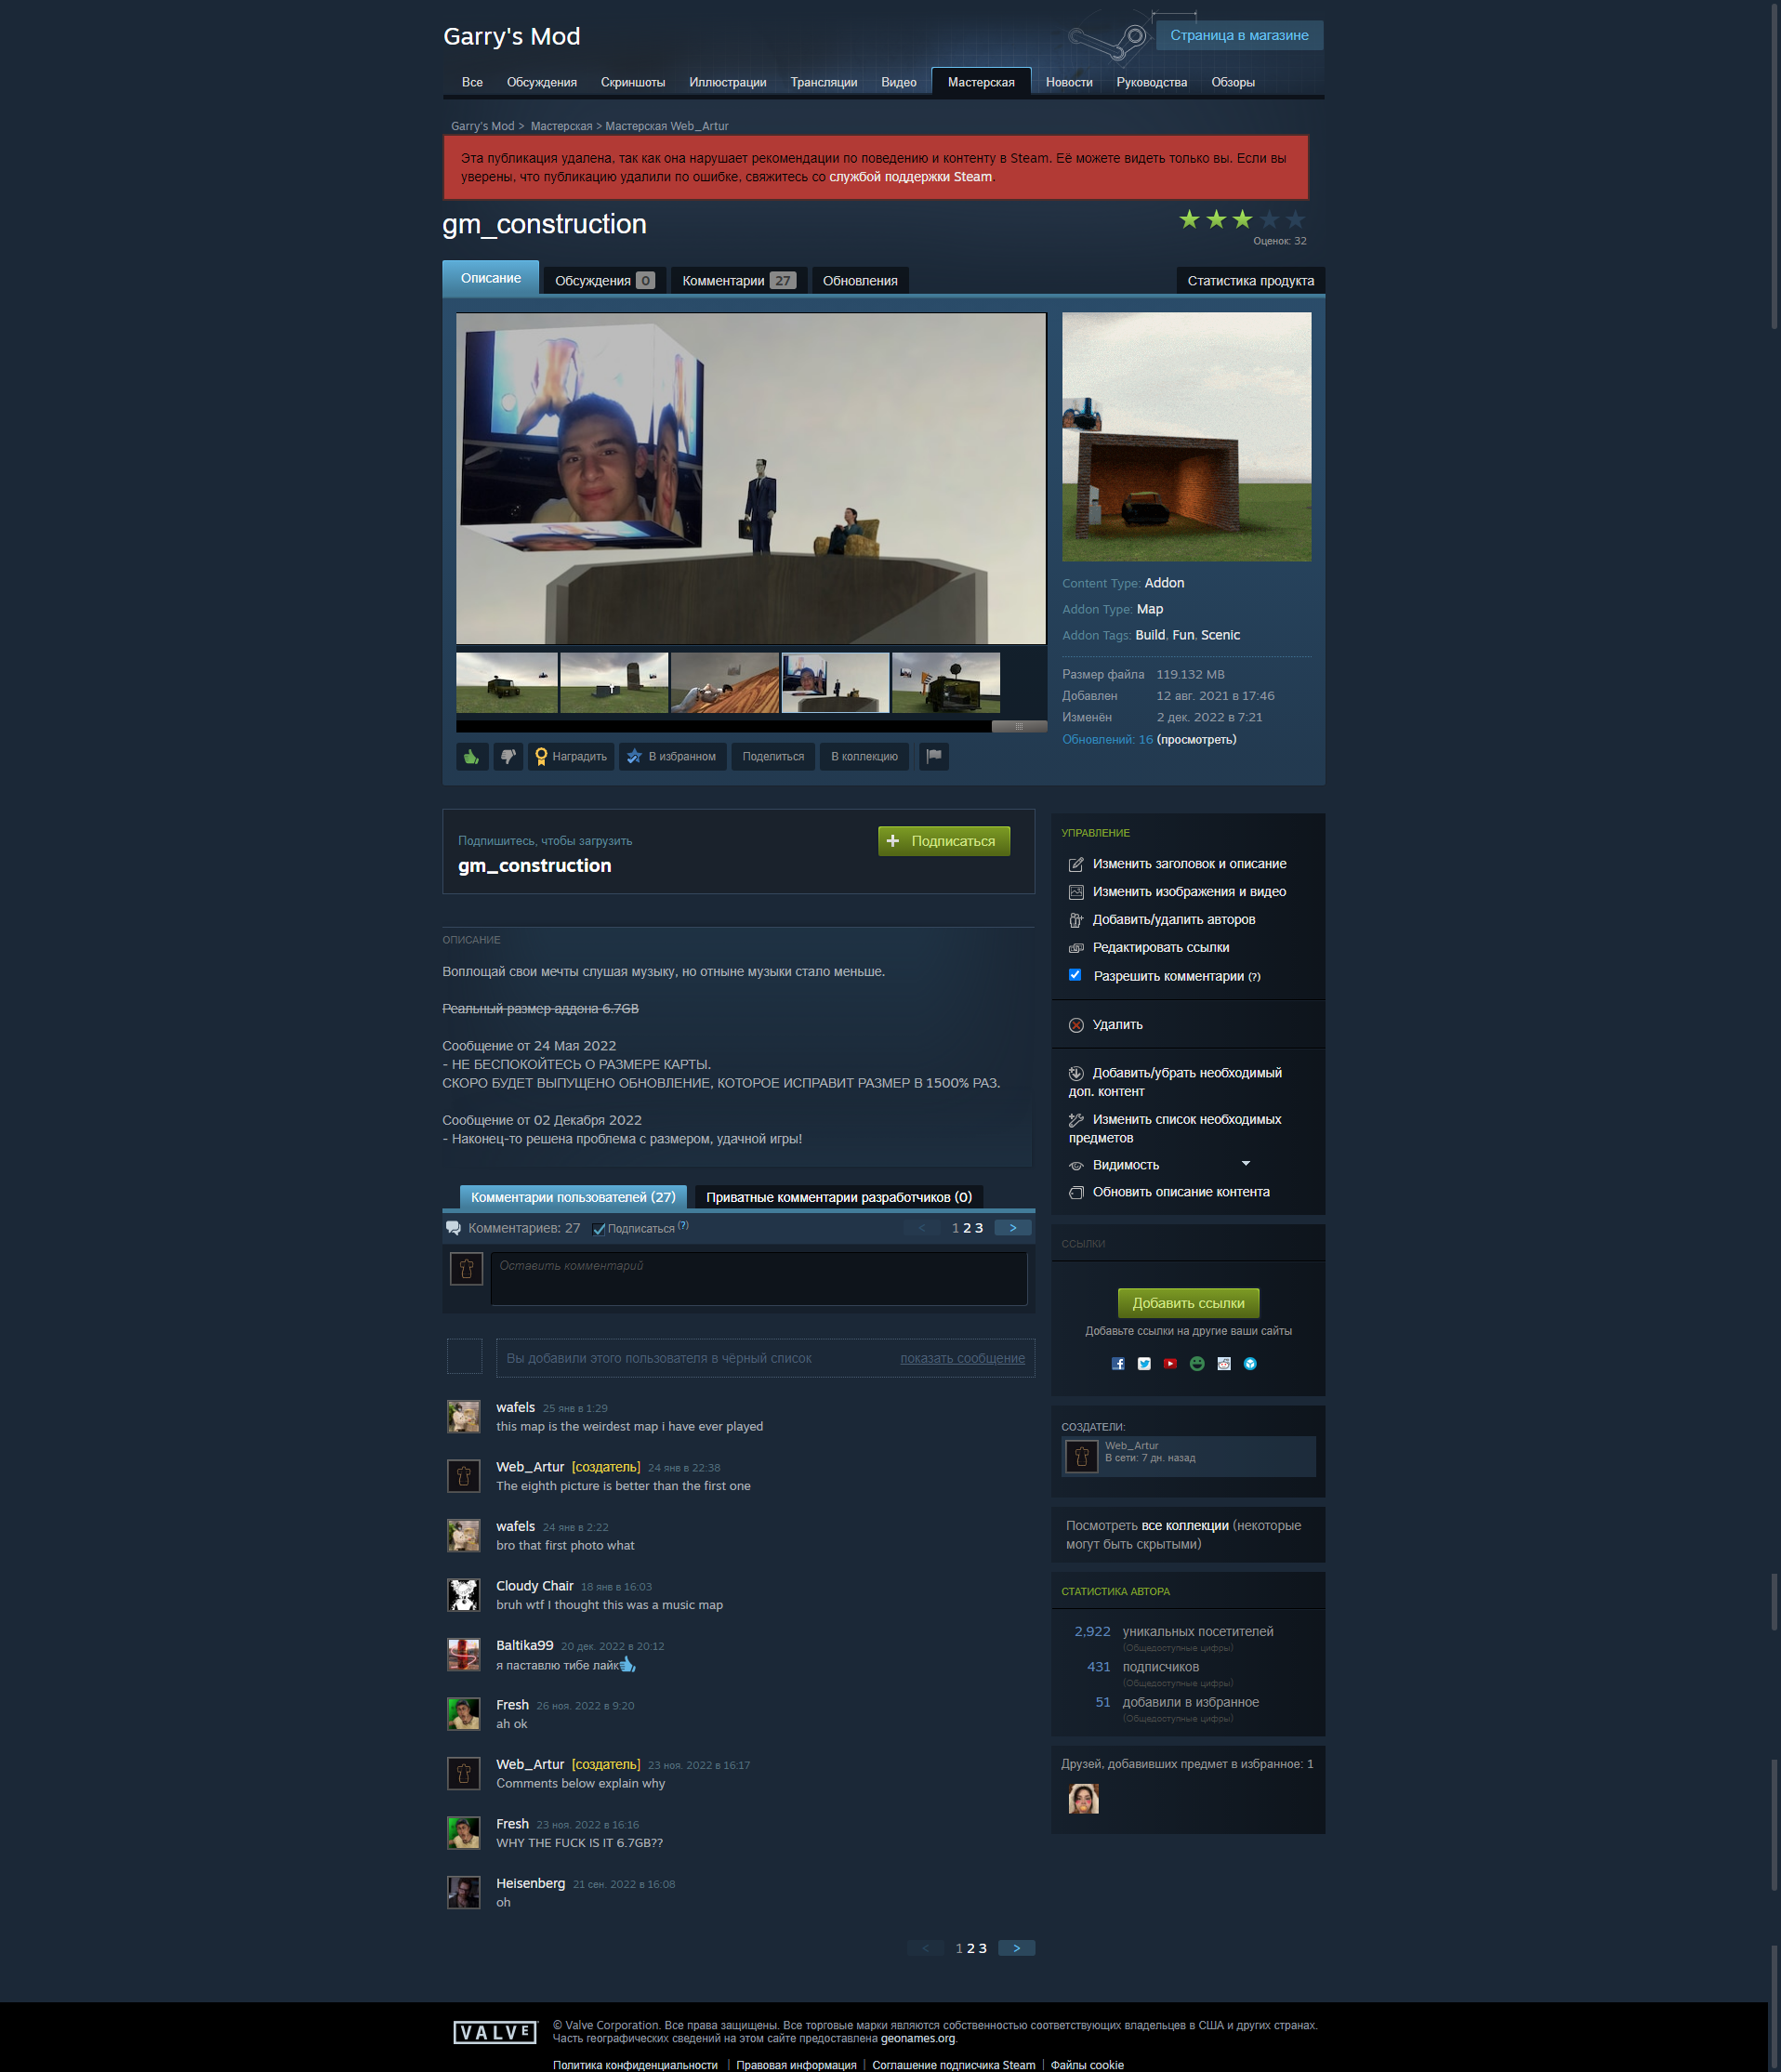 Garry's Mod
Страница в магазине
Все Обсуждения Скриншоты Иллюстрации Трансляции Видео Мастерская Новости Руководства Обзоры
Garry's Mod > Мастерская > Мастерская Web_Artur
Эта публикация удалена, так как она нарушает рекомендации по поведению и контенту в Steam. Её можете видеть только вы. Если вы
уверены, что публикацию удалили по ошибке, свяжитесь со службой поддержки Steam.
gm_construction
Оценок: 32
Описание Обсуждения 0 Комментарии 27 Обновления Статистика продукта
Content Type: Addon
Addon Type: Map
Addon Tags: Build, Fun, Scenic
Размер файла 119.132 MB
Добавлен 12 авг. 2021 в 17:46
Изменён 2 дек. 2022 в 7:21
Обновлений: 16 (просмотреть)
Наградить В избранном Поделиться В коллекцию
Подпишитесь, чтобы загрузить
gm_construction
Подписаться
ОПИСАНИЕ
Воплощай свои мечты слушая музыку, но отныне музыки стало меньше.
Реальный размер аддона 6.7GB
Сообщение от 24 Мая 2022
- НЕ БЕСПОКОЙТЕСЬ О РАЗМЕРЕ КАРТЫ.
СКОРО БУДЕТ ВЫПУЩЕНО ОБНОВЛЕНИЕ, КОТОРОЕ ИСПРАВИТ РАЗМЕР В 1500% РАЗ.
Сообщение от 02 Декабря 2022
- Наконец-то решена проблема с размером, удачной игры!
Комментарии пользователей (27) Приватные комментарии разработчиков (0)
Комментариев: 27 Подписаться (?) < 1 2 3 >
Оставить комментарий
Вы добавили этого пользователя в чёрный список показать сообщение
wafels 25 янв в 1:29
this map is the weirdest map i have ever played
Web_Artur [создатель] 24 янв в 22:38
The eighth picture is better than the first one
wafels 24 янв в 2:22
bro that first photo what
Cloudy Chair 18 янв в 16:03
bruh wtf I thought this was a music map
Baltika99 20 дек. 2022 в 20:12
я паставлю тибе лайк
Fresh 26 ноя. 2022 в 9:20
ah ok
Web_Artur [создатель] 23 ноя. 2022 в 16:17
Comments below explain why
Fresh 23 ноя. 2022 в 16:16
WHY THE FUCK IS IT 6.7GB??
Heisenberg 21 сен. 2022 в 16:08
oh
< 1 2 3 >
УПРАВЛЕНИЕ
Изменить заголовок и описание
Изменить изображения и видео
Добавить/удалить авторов
Редактировать ссылки
Разрешить комментарии (?)
Удалить
Добавить/убрать необходимый
доп. контент
Изменить список необходимых
предметов
Видимость
Обновить описание контента
ССЫЛКИ
Добавить ссылки
Добавьте ссылки на другие ваши сайты
СОЗДАТЕЛИ:
Web_Artur
В сети: 7 дн. назад
Посмотреть все коллекции (некоторые
могут быть скрытыми)
СТАТИСТИКА АВТОРА
2,922 уникальных посетителей
(Общедоступные цифры)
431 подписчиков
(Общедоступные цифры)
51 добавили в избранное
(Общедоступные цифры)
Друзей, добавивших предмет в избранное: 1
VALVE
© Valve Corporation. Все права защищены. Все торговые марки являются собственностью соответствующих владельцев в США и других странах.
Часть географических сведений на этом сайте предоставлена geonames.org.
Политика конфиденциальности | Правовая информация | Соглашение подписчика Steam | Файлы cookie